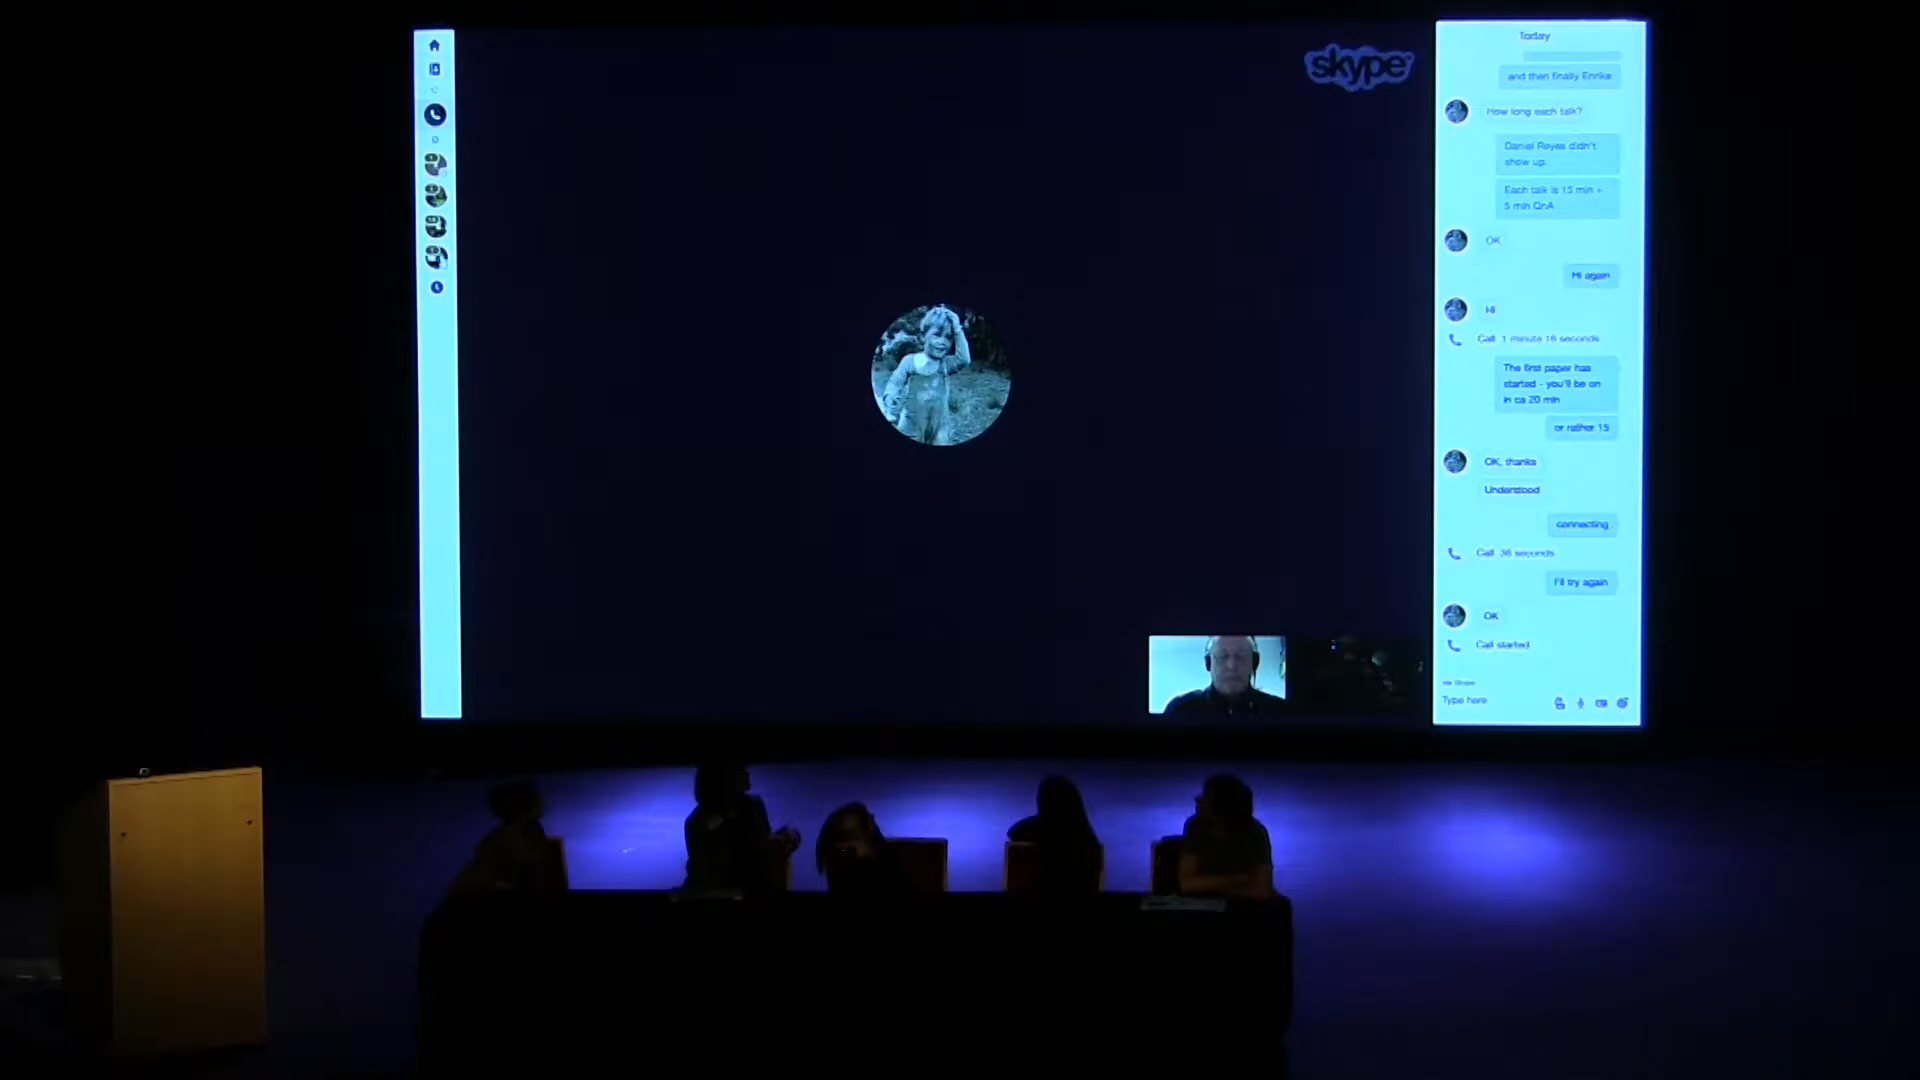 skype
Today
and then finally Enrika
How long each talk?
Daniel Reyes didn't
show up.
Each talk is 15 min +
5 min QnA
OK
Hi again
Hi
Call 1 minute 16 seconds
The first paper has
started - you'll be on
in ca 20 min
or rather 15
OK, thanks
Understood
connecting
Call 36 seconds
I'll try again
OK
Call started
via Skype
Type here